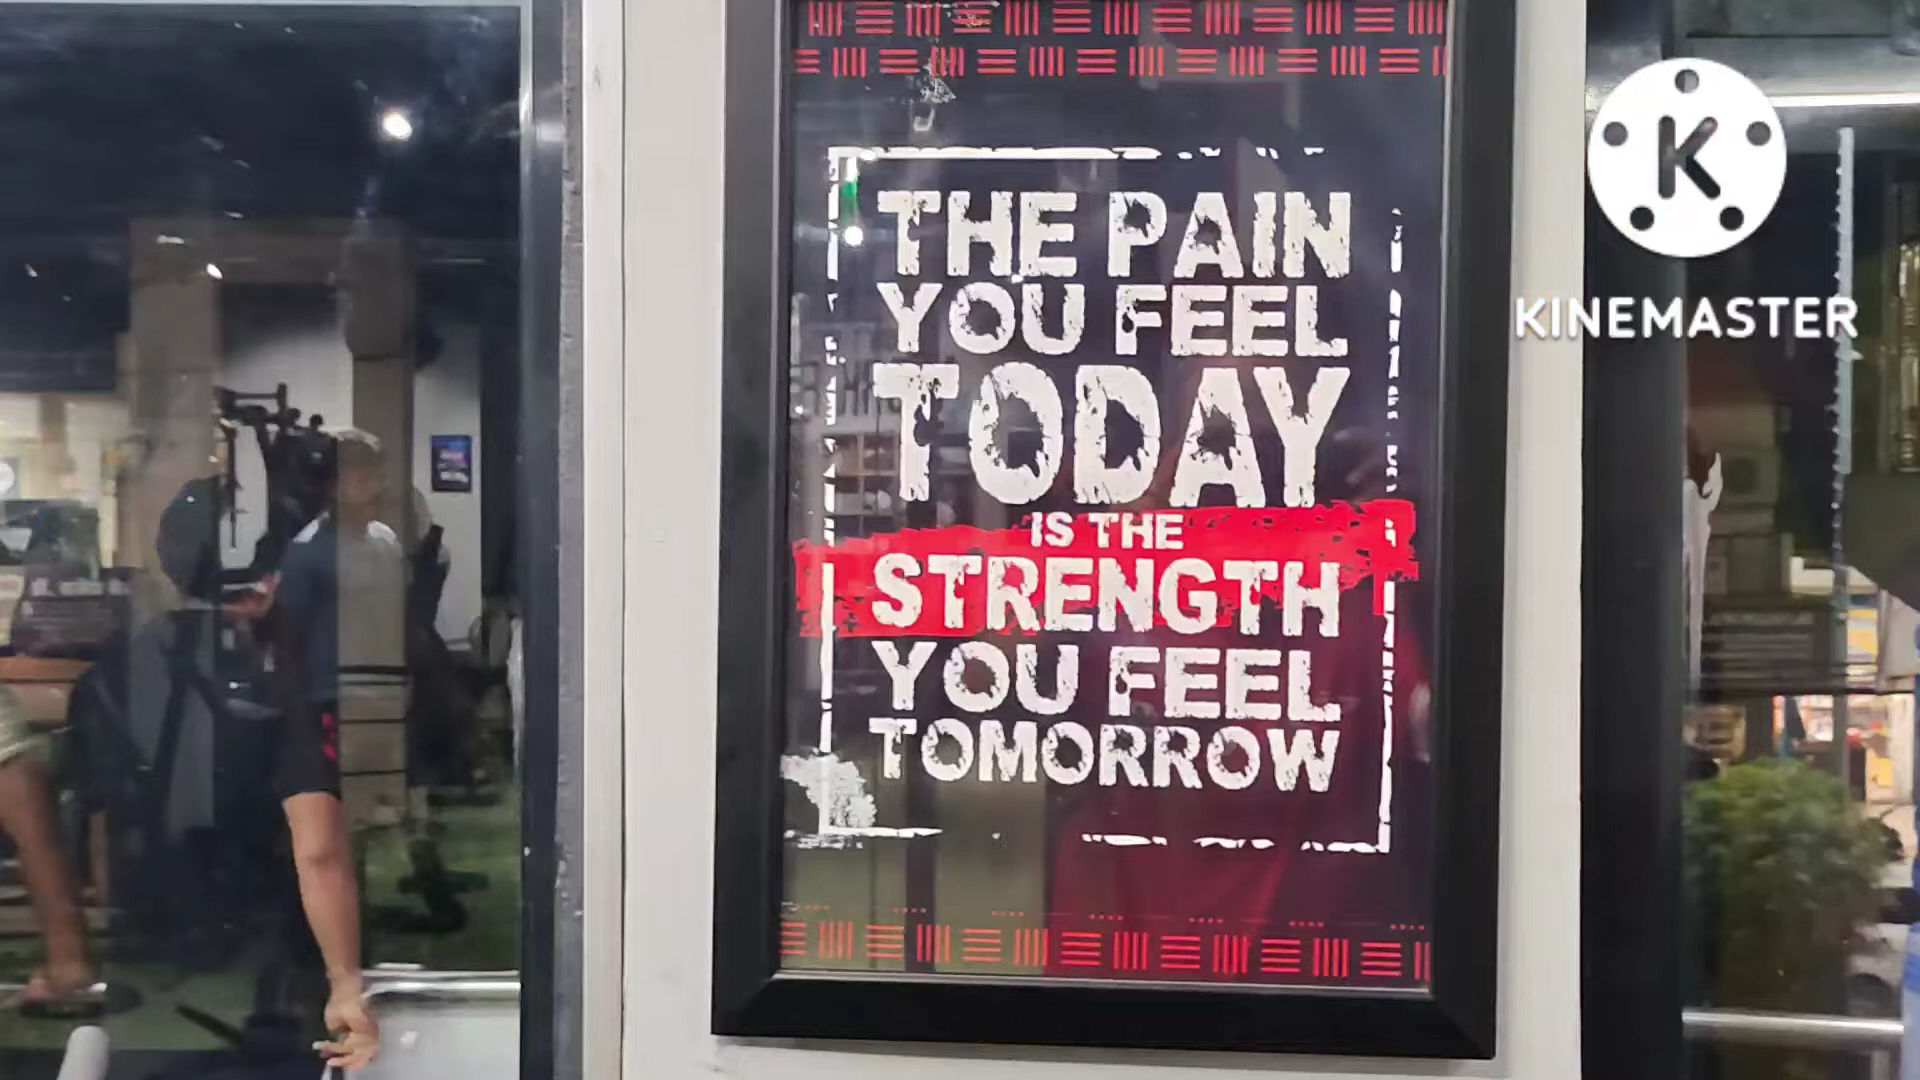 THE PAIN
YOU FEEL
TODAY
IS THE
STRENGTH
YOU FEEL
TOMORROW
K
KINEMASTER